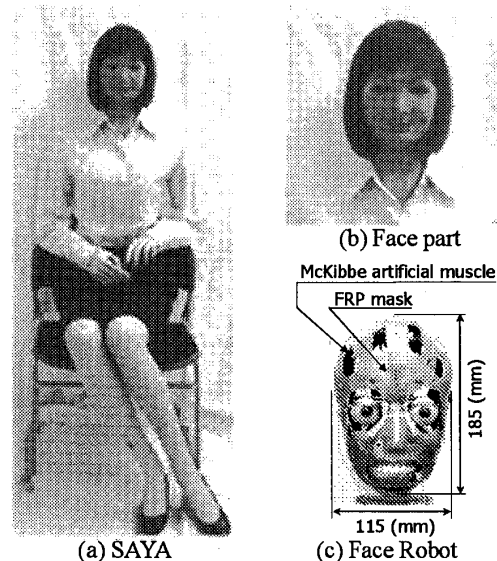 (b) Face part
McKibbe artificial muscle
FRP mask
185 (mm)
115 (mm)
(a) SAYA
(c) Face Robot